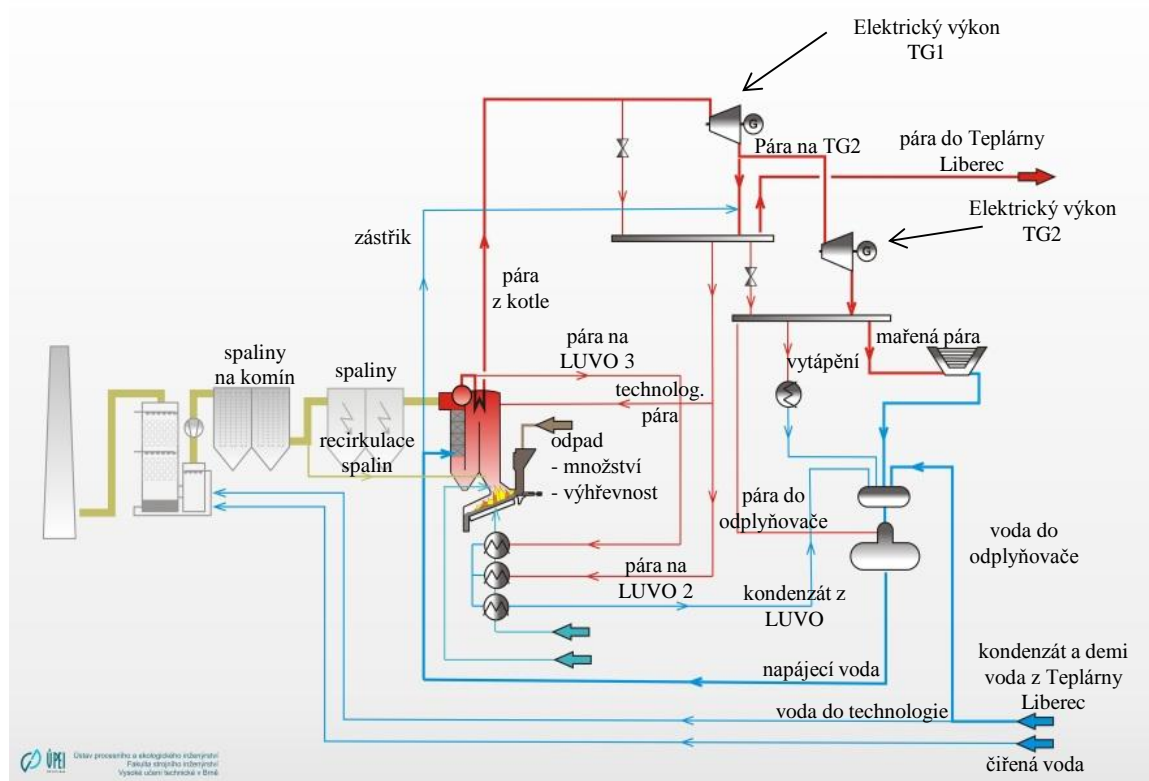 Elektrický výkon
TG1
Pára na TG2
pára do Teplárny
Liberec
G
Elektrický výkon
TG2
zástřik
G
pára
z kotle
pára na
LUVO 3
vytápění
mařená pára
spaliny
na komín
spaliny
technolog.
pára
recirkulace
spalin
odpad
- množství
- výhřevnost
pára do
odplyňovače
voda do
odplyňovače
pára na
LUVO 2
kondenzát z
LUVO
napájecí voda
kondenzát a demi
voda z Teplárny
Liberec
voda do technologie
čiřená voda
ÚPEI
Ústav procesního a ekologického inženýrství
Fakulta strojního inženýrství
Vysoké učení technické v Brně